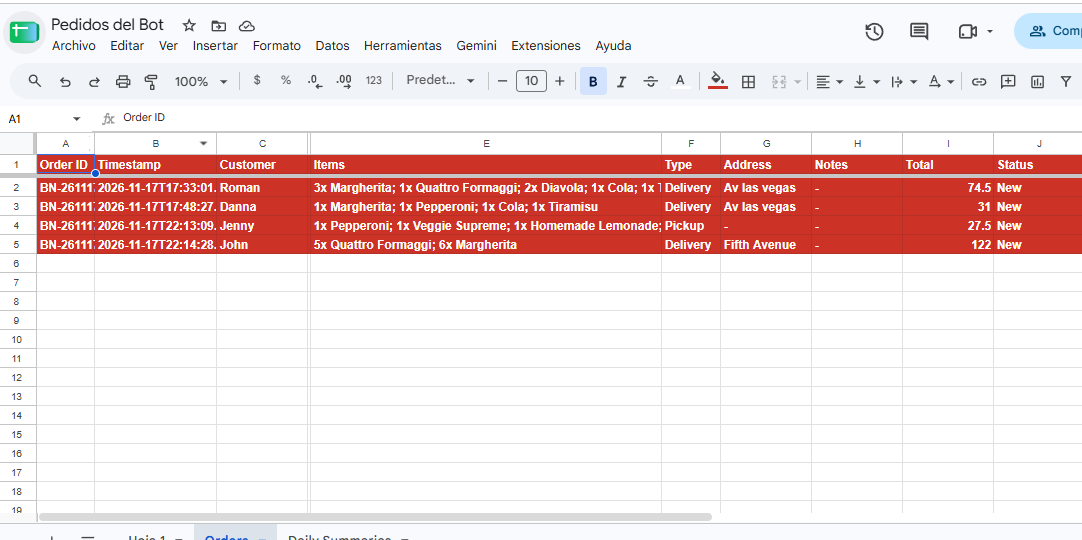 Pedidos del Bot
Archivo Editar Ver Insertar Formato Datos Herramientas Gemini Extensiones Ayuda
100% $ % .0 .00 123 Predet... − 10 + B I A A
A1 fx Order ID
A B C E F G H I J
1 Order ID Timestamp Customer Items Type Address Notes Total Status
2 BN-26111 2026-11-17T17:33:01. Roman 3x Margherita; 1x Quattro Formaggi; 2x Diavola; 1x Cola; 1x Delivery Av las vegas - 74.5 New
3 BN-26111 2026-11-17T17:48:27. Danna 1x Margherita; 1x Pepperoni; 1x Cola; 1x Tiramisu Delivery Av las vegas - 31 New
4 BN-26111 2026-11-17T22:13:09. Jenny 1x Pepperoni; 1x Veggie Supreme; 1x Homemade Lemonade; Pickup - - 27.5 New
5 BN-26111 2026-11-17T22:14:28. John 5x Quattro Formaggi; 6x Margherita Delivery Fifth Avenue - 122 New
6
7
8
9
10
11
12
13
14
15
16
17
18
19
Hoja 1 Orders Daily Summaries